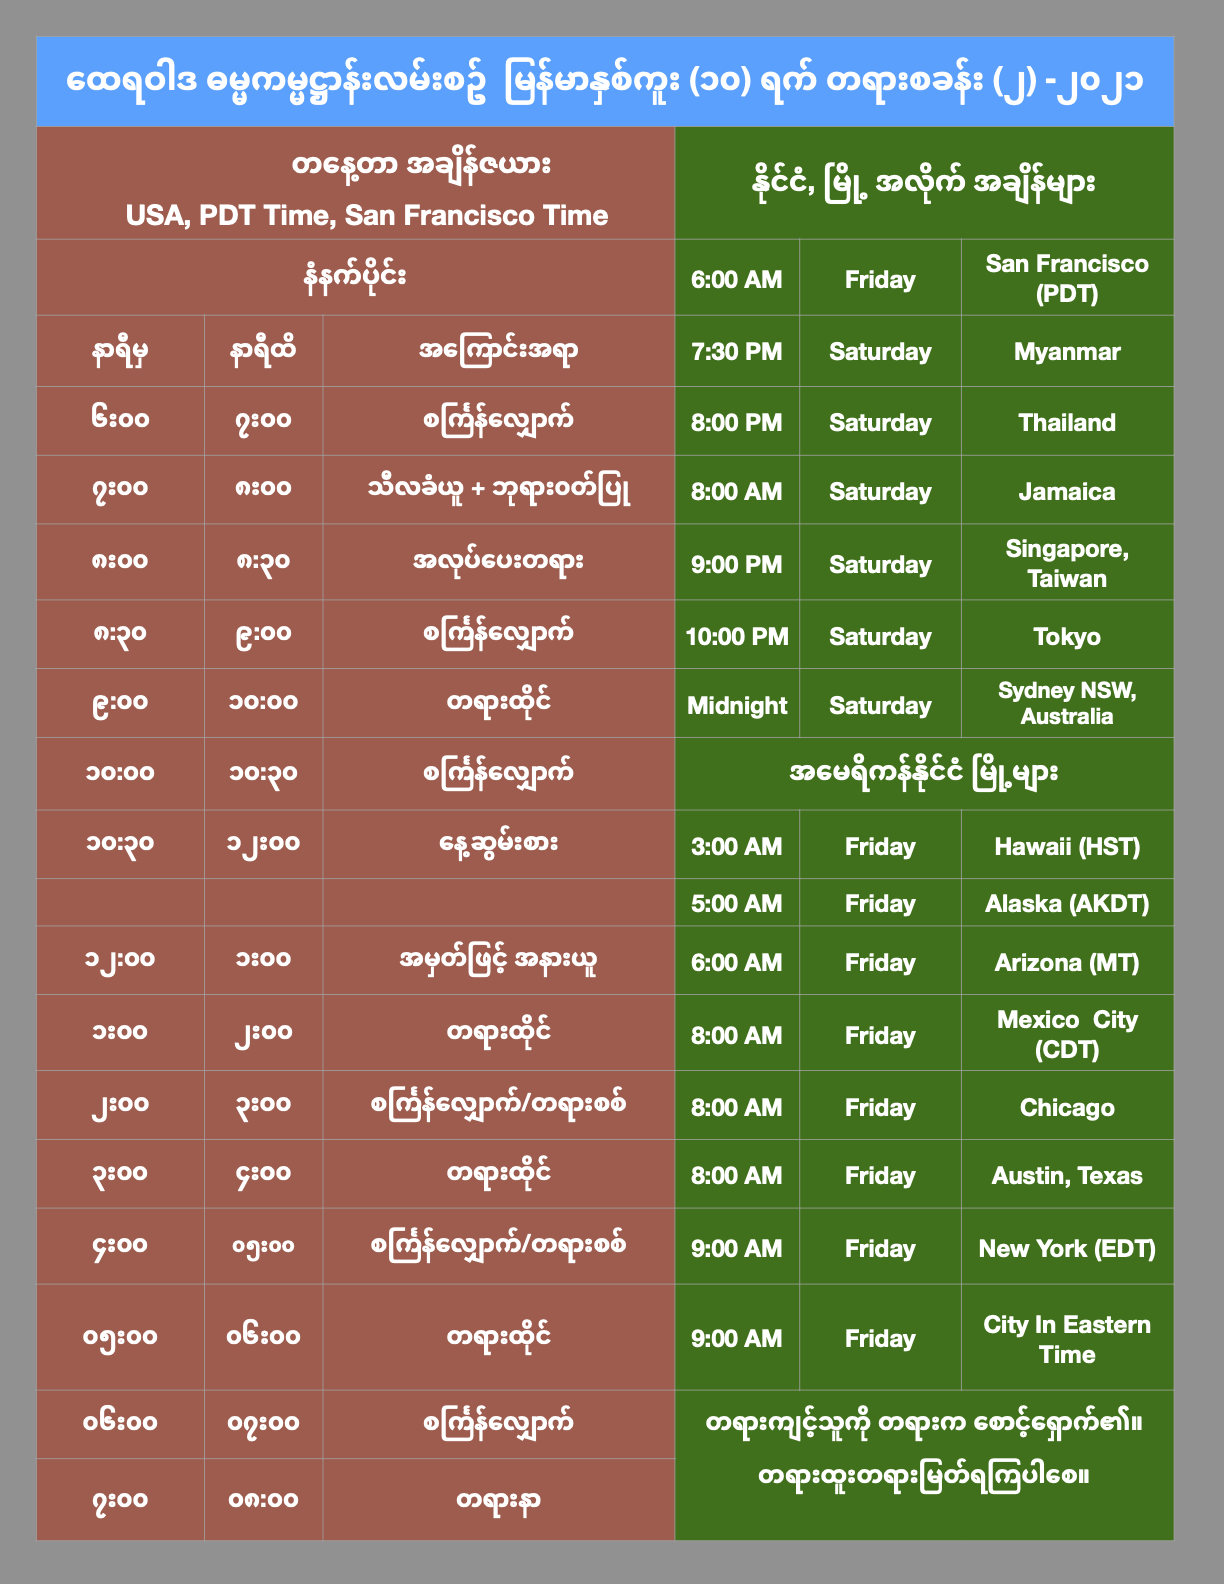 ထေရဝါဒ ဓမ္မကမ္မဋ္ဌာန်းလမ်းစဥ် မြန်မာနှစ်ကူး (၁၀) ရက် တရားစခန်း (၂) -၂၀၂၁
တနေ့တာ အချိန်ဇယား
USA, PDT Time, San Francisco Time
နံနက်ပိုင်း
နာရီမှ နာရီထိ အကြောင်းအရာ
၆း၀၀ ၇း၀၀ စင်္ကြန်လျှောက်
၇း၀၀ ၈း၀၀ သီလခံယူ + ဘုရားဝတ်ပြု
၈း၀၀ ၈:၃၀ အလုပ်ပေးတရား
၈:၃၀ ၉:၀၀ စင်္ကြန်လျှောက်
၉:၀၀ ၁၀:၀၀ တရားထိုင်
၁၀:၀၀ ၁၀:၃၀ စင်္ကြန်လျှောက်
၁၀:၃၀ ၁၂း၀၀ နေ့ဆွမ်းစား
၁၂:၀၀ ၁း၀၀ အမှတ်ဖြင့် အနားယူ
၁း၀၀ ၂း၀၀ တရားထိုင်
၂း၀၀ ၃း၀၀ စင်္ကြန်လျှောက်/တရားစစ်
၃း၀၀ ၄း၀၀ တရားထိုင်
၄း၀၀ ၀၅း၀၀ စင်္ကြန်လျှောက်/တရားစစ်
၀၅း၀၀ ၀၆း၀၀ တရားထိုင်
၀၆း၀၀ ၀၇း၀၀ စင်္ကြန်လျှောက်
၇း၀၀ ၀၈း၀၀ တရားနာ
နိုင်ငံ, မြို့ အလိုက် အချိန်များ
6:00 AM Friday San Francisco
(PDT)
7:30 PM Saturday Myanmar
8:00 PM Saturday Thailand
8:00 AM Saturday Jamaica
9:00 PM Saturday Singapore,
Taiwan
10:00 PM Saturday Tokyo
Midnight Saturday Sydney NSW,
Australia
အမေရိကန်နိုင်ငံ မြို့များ
3:00 AM Friday Hawaii (HST)
5:00 AM Friday Alaska (AKDT)
6:00 AM Friday Arizona (MT)
8:00 AM Friday Mexico City
(CDT)
8:00 AM Friday Chicago
8:00 AM Friday Austin, Texas
9:00 AM Friday New York (EDT)
9:00 AM Friday City In Eastern
Time
တရားကျင့်သူကို တရားက စောင့်ရှောက်၏။
တရားထူးတရားမြတ်ရကြပါစေ။